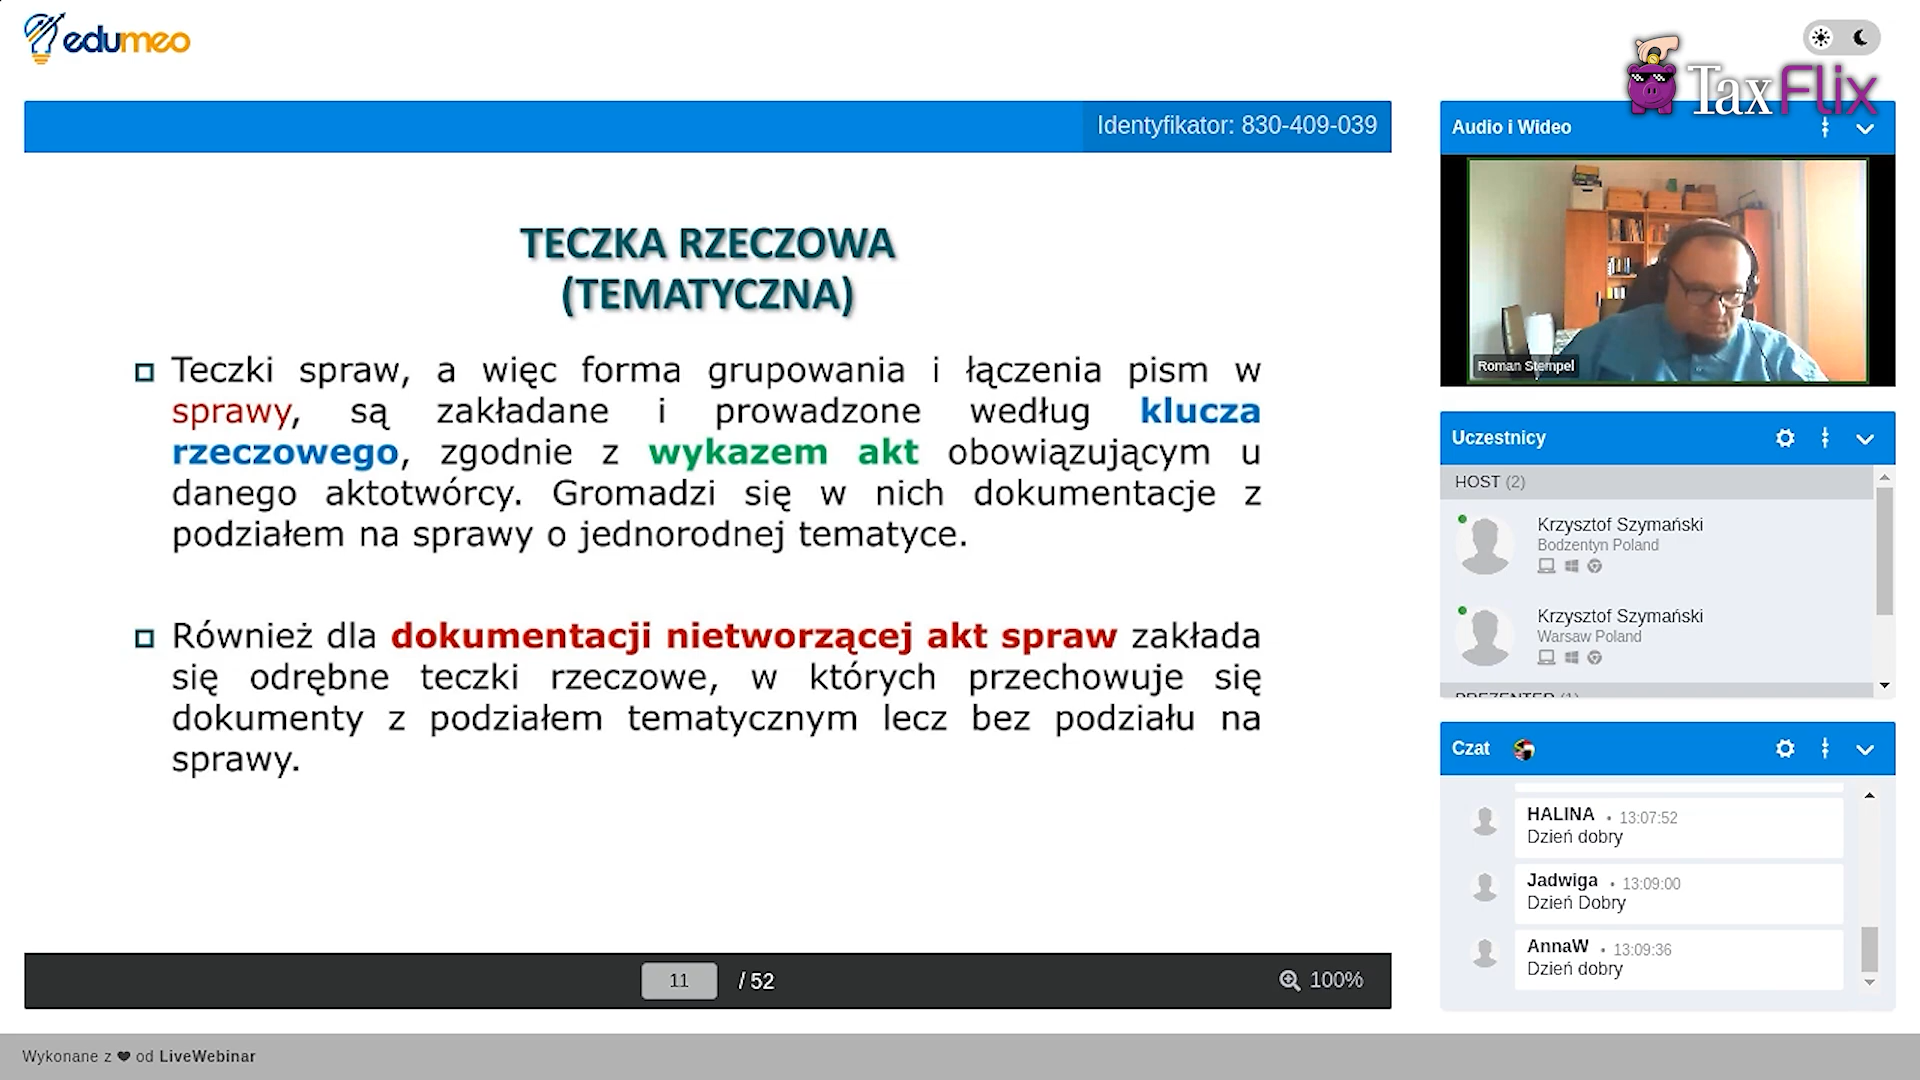 edumeo
TaxFlix
Identyfikator: 830-409-039
TECZKA RZECZOWA
(TEMATYCZNA)
Teczki spraw, a więc forma grupowania i łączenia pism w
sprawy, są zakładane i prowadzone według klucza
rzeczowego, zgodnie z wykazem akt obowiązującym u
danego aktotwórcy. Gromadzi się w nich dokumentacje z
podziałem na sprawy o jednorodnej tematyce.
Również dla dokumentacji nietworzącej akt spraw zakłada
się odrębne teczki rzeczowe, w których przechowuje się
dokumenty z podziałem tematycznym lecz bez podziału na
sprawy.
11 / 52
100%
Audio i Wideo
Roman Stempel
Uczestnicy
HOST (2)
Krzysztof Szymański
Bodzentyn Poland
Krzysztof Szymański
Warsaw Poland
PREZENTER (1)
Czat
HALINA • 13:07:52
Dzień dobry
Jadwiga • 13:09:00
Dzień Dobry
AnnaW • 13:09:36
Dzień dobry
Wykonane z ❤ od LiveWebinar